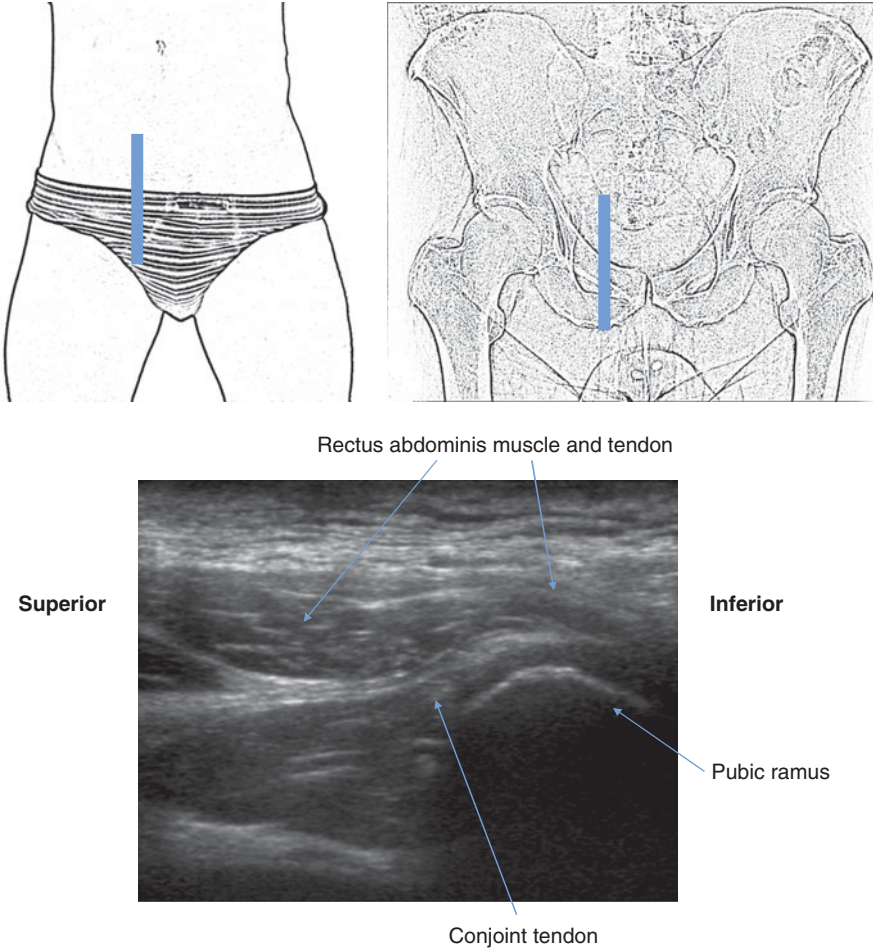 Rectus abdominis muscle and tendon
Superior
Inferior
Pubic ramus
Conjoint tendon